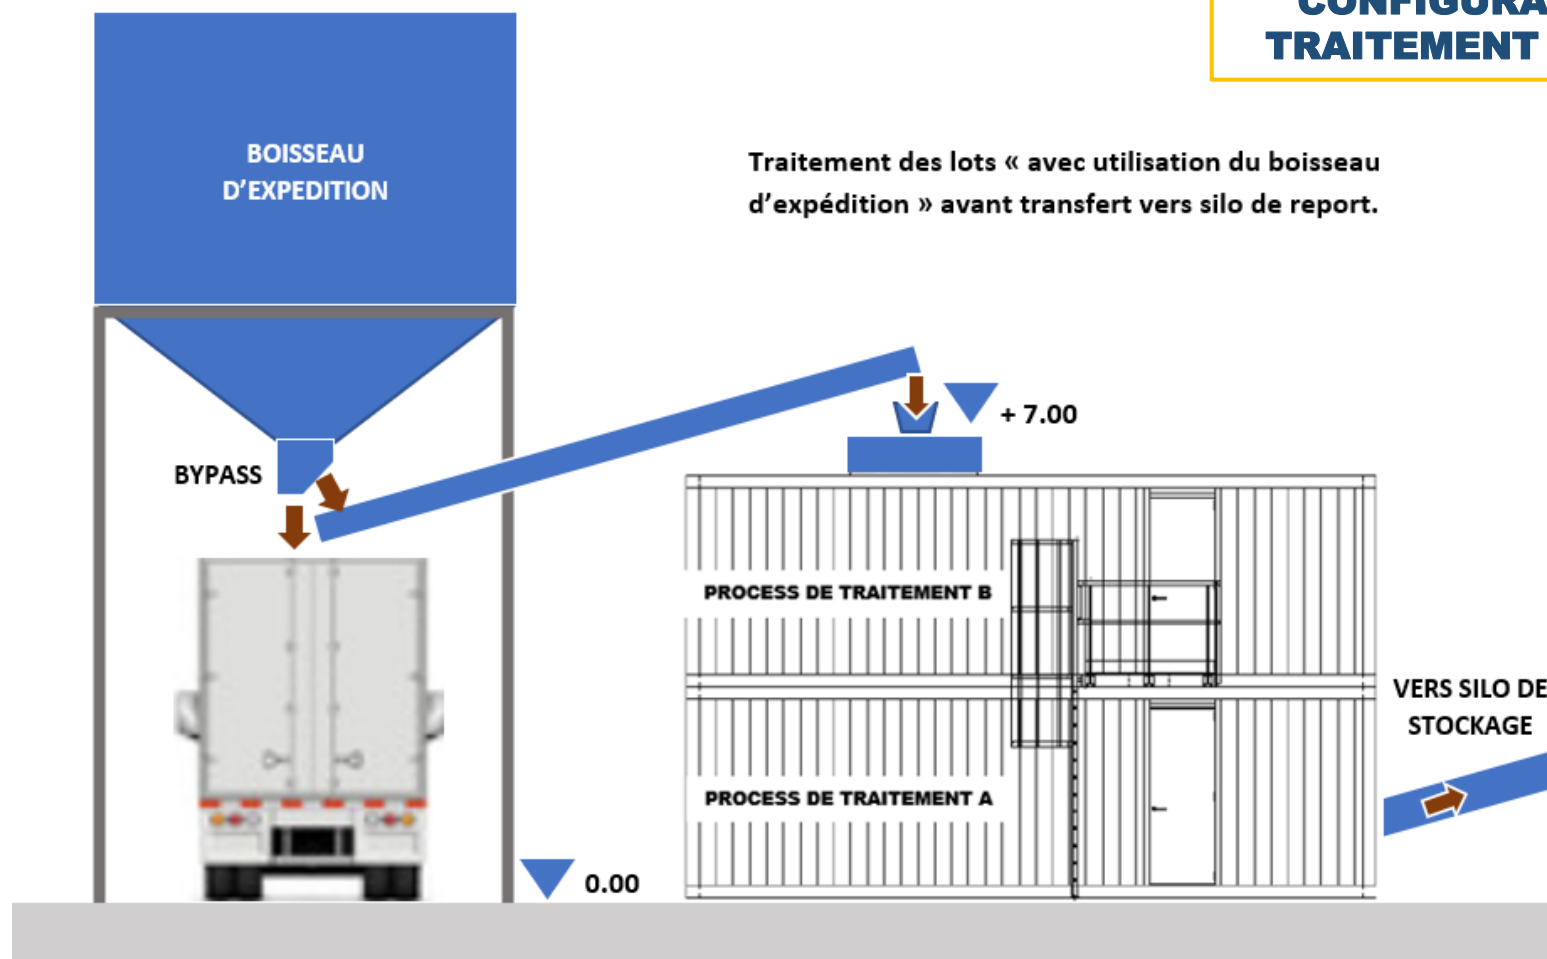 TRAITEMENT
BOISSEAU
D’EXPEDITION
Traitement des lots « avec utilisation du boisseau
d’expédition » avant transfert vers silo de report.
+ 7.00
BYPASS
PROCESS DE TRAITEMENT B
VERS SILO DE
STOCKAGE
PROCESS DE TRAITEMENT A
0.00